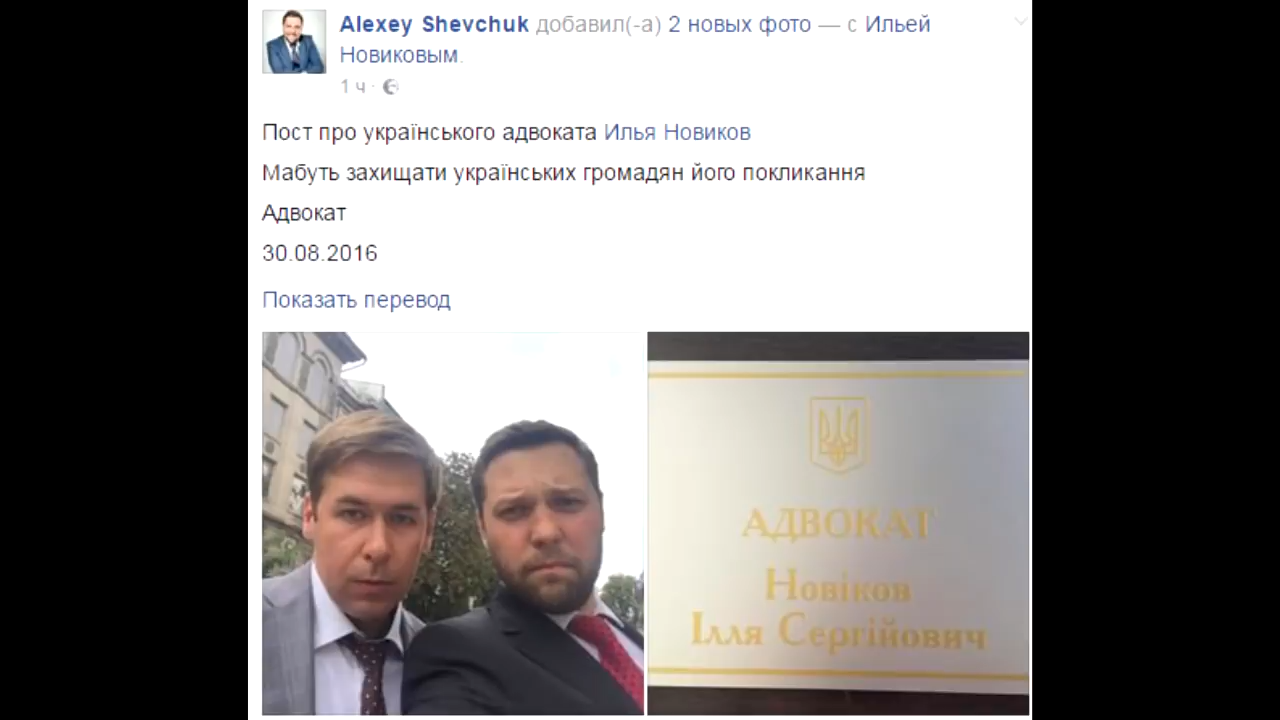 Alexey Shevchuk добавил(-а) 2 новых фото — с Ильей
Новиковым.
1 ч ·
Пост про українського адвоката Илья Новиков
Мабуть захищати українських громадян його покликання
Адвокат
30.08.2016
Показать перевод
АДВОКАТ
Новіков
Ілля Сергійович